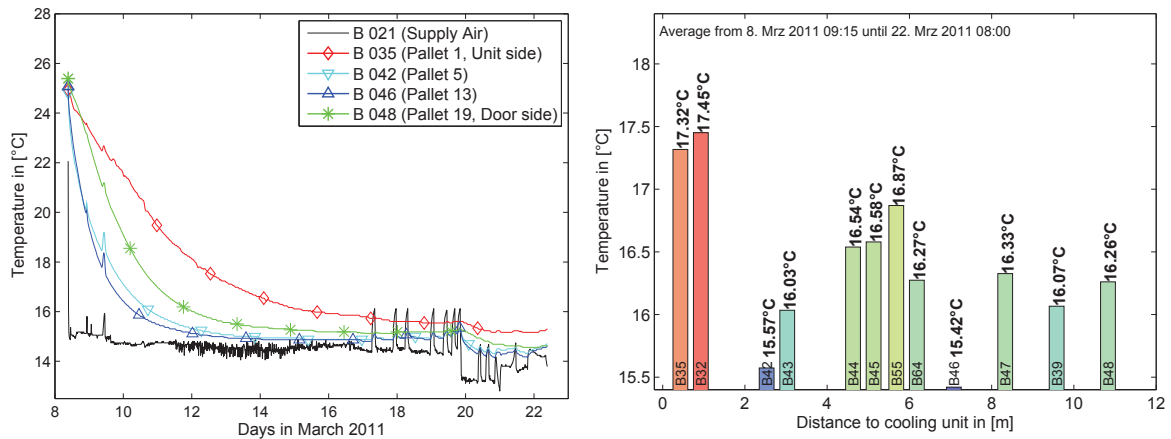 B 021 (Supply Air)
B 035 (Pallet 1, Unit side)
B 042 (Pallet 5)
B 046 (Pallet 13)
B 048 (Pallet 19, Door side)
28
26
24
22
20
18
16
14
8
10
12
14
16
18
20
22
Temperature in [°C]
Days in March 2011
Average from 8. Mrz 2011 09:15 until 22. Mrz 2011 08:00
18
17.5
17
16.5
16
15.5
Temperature in [°C]
17.32°C
17.45°C
15.57°C
16.03°C
16.54°C
16.58°C
16.87°C
16.27°C
15.42°C
16.33°C
16.07°C
16.26°C
B35
B32
B42
B43
B44
B45
B55
B64
B46
B47
B39
B48
0
2
4
6
8
10
12
Distance to cooling unit in [m]